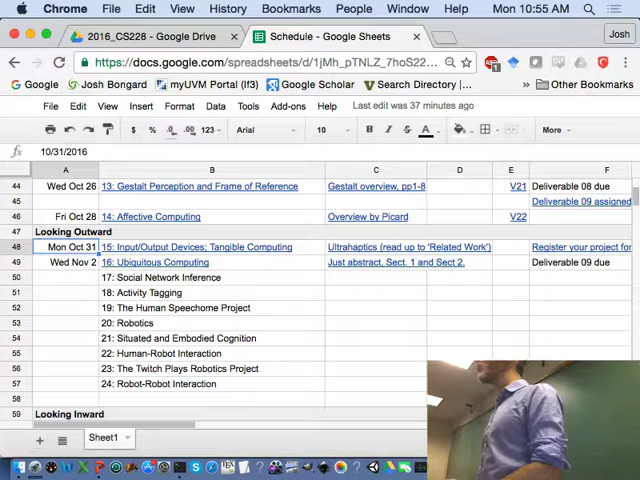 Chrome File Edit View History Bookmarks People Window Help Mon 10:55 AM
2016_CS228 - Google Drive Schedule - Google Sheets Josh
https://docs.google.com/spreadsheets/d/1jMh_pTNLZ_7hoS22...
Google Josh Bongard myUVM Portal (lf3) Google Scholar Search Directory... Other Bookmarks
File Edit View Insert Format Data Tools Add-ons Help Last edit was 37 minutes ago
$ % .0 .00 123 Arial 10 B I S A More
fx 10/31/2016
A B C D E F
44 Wed Oct 26 13: Gestalt Perception and Frame of Reference Gestalt overview, pp1-8 V21 Deliverable 08 due
45 Deliverable 09 assigned
46 Fri Oct 28 14: Affective Computing Overview by Picard V22
47 Looking Outward
48 Mon Oct 31 15: Input/Output Devices; Tangible Computing Ultrahaptics (read up to 'Related Work') Register your project for
49 Wed Nov 2 16: Ubiquitous Computing Just abstract, Sect. 1 and Sect 2. Deliverable 09 due
50 17: Social Network Inference
51 18: Activity Tagging
52 19: The Human Speechome Project
53 20: Robotics
54 21: Situated and Embodied Cognition
55 22: Human-Robot Interaction
56 23: The Twitch Plays Robotics Project
57 24: Robot-Robot Interaction
58
59 Looking Inward
Sheet1